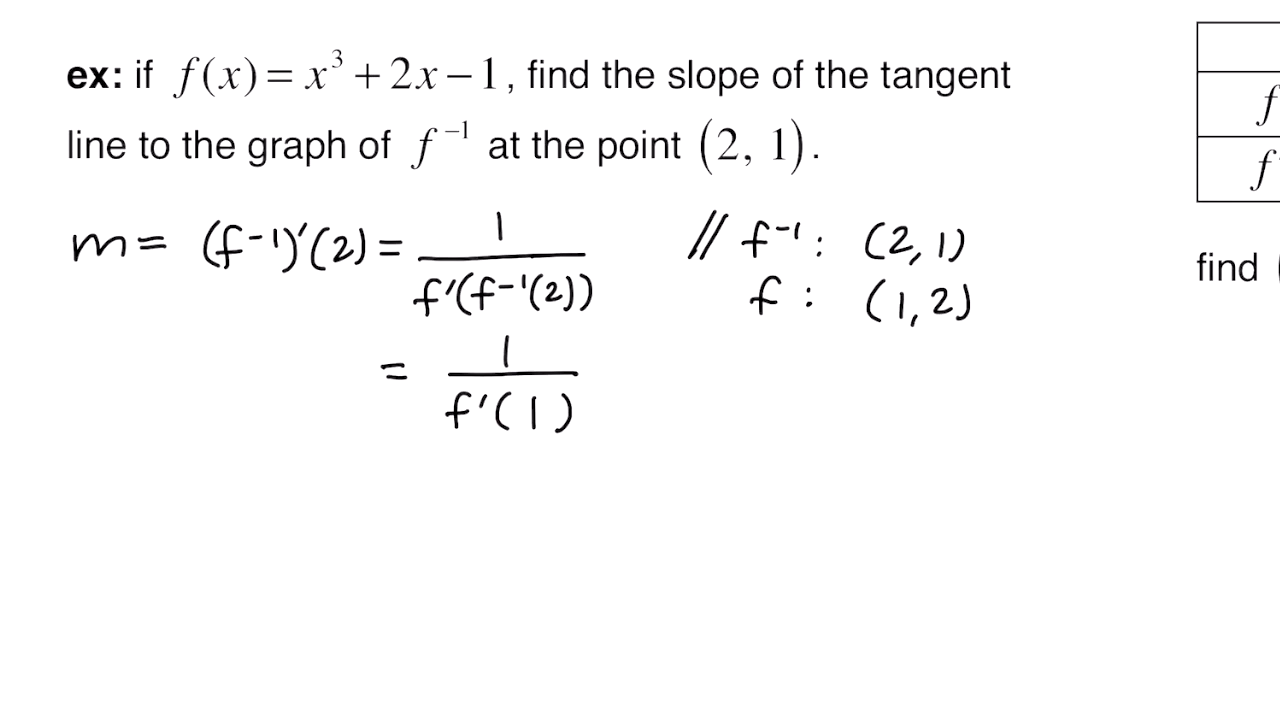 ex: if f(x) = x³ + 2x − 1, find the slope of the tangent
line to the graph of f⁻¹ at the point (2, 1).
m = (f⁻¹)'(2) = 1 / f'(f⁻¹(2)) // f⁻¹ : (2, 1)
f : (1, 2)
= 1 / f'(1)
f
f'
find (